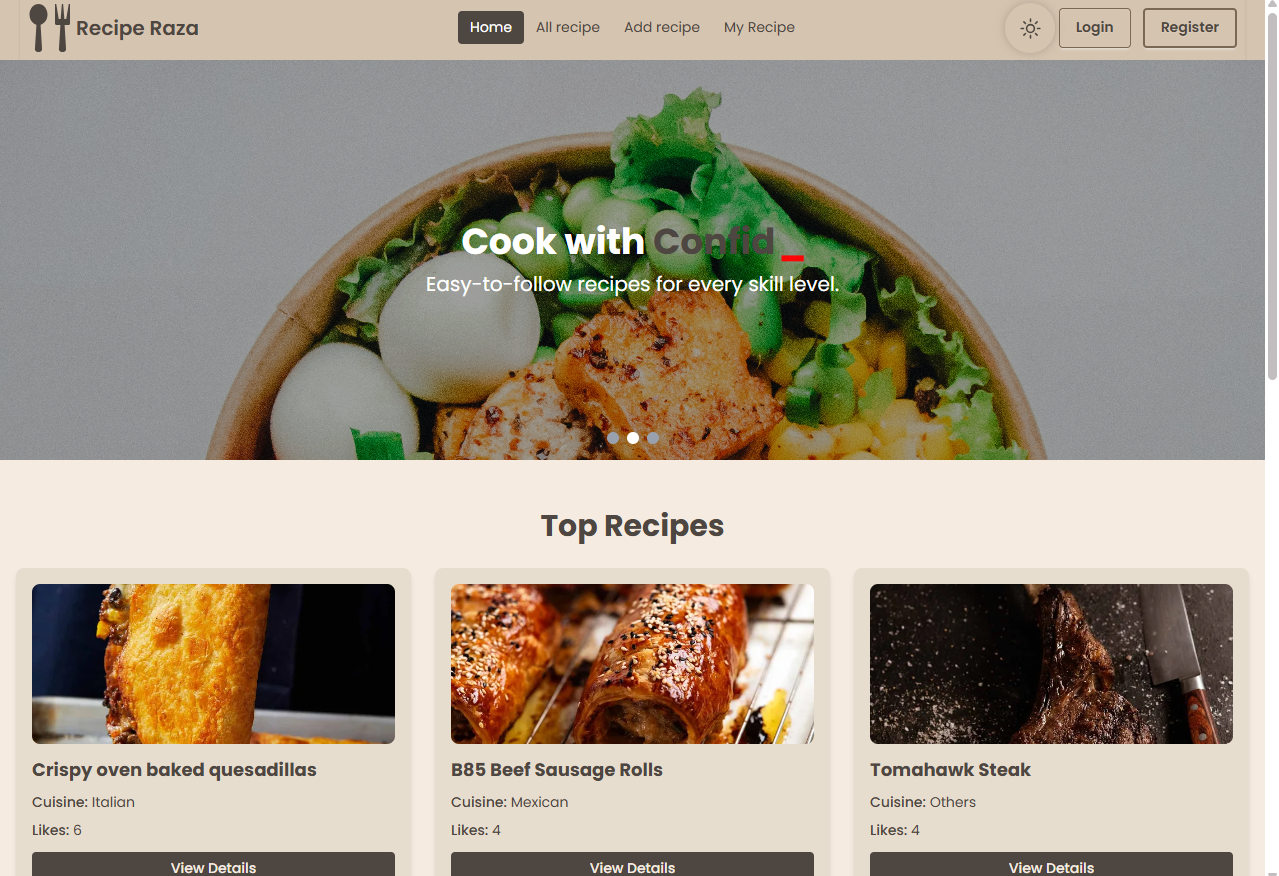 Recipe Raza
Home All recipe Add recipe My Recipe
Login Register
Cook with Confid_
Easy-to-follow recipes for every skill level.
Top Recipes
Crispy oven baked quesadillas
Cuisine: Italian
Likes: 6
View Details
B85 Beef Sausage Rolls
Cuisine: Mexican
Likes: 4
View Details
Tomahawk Steak
Cuisine: Others
Likes: 4
View Details